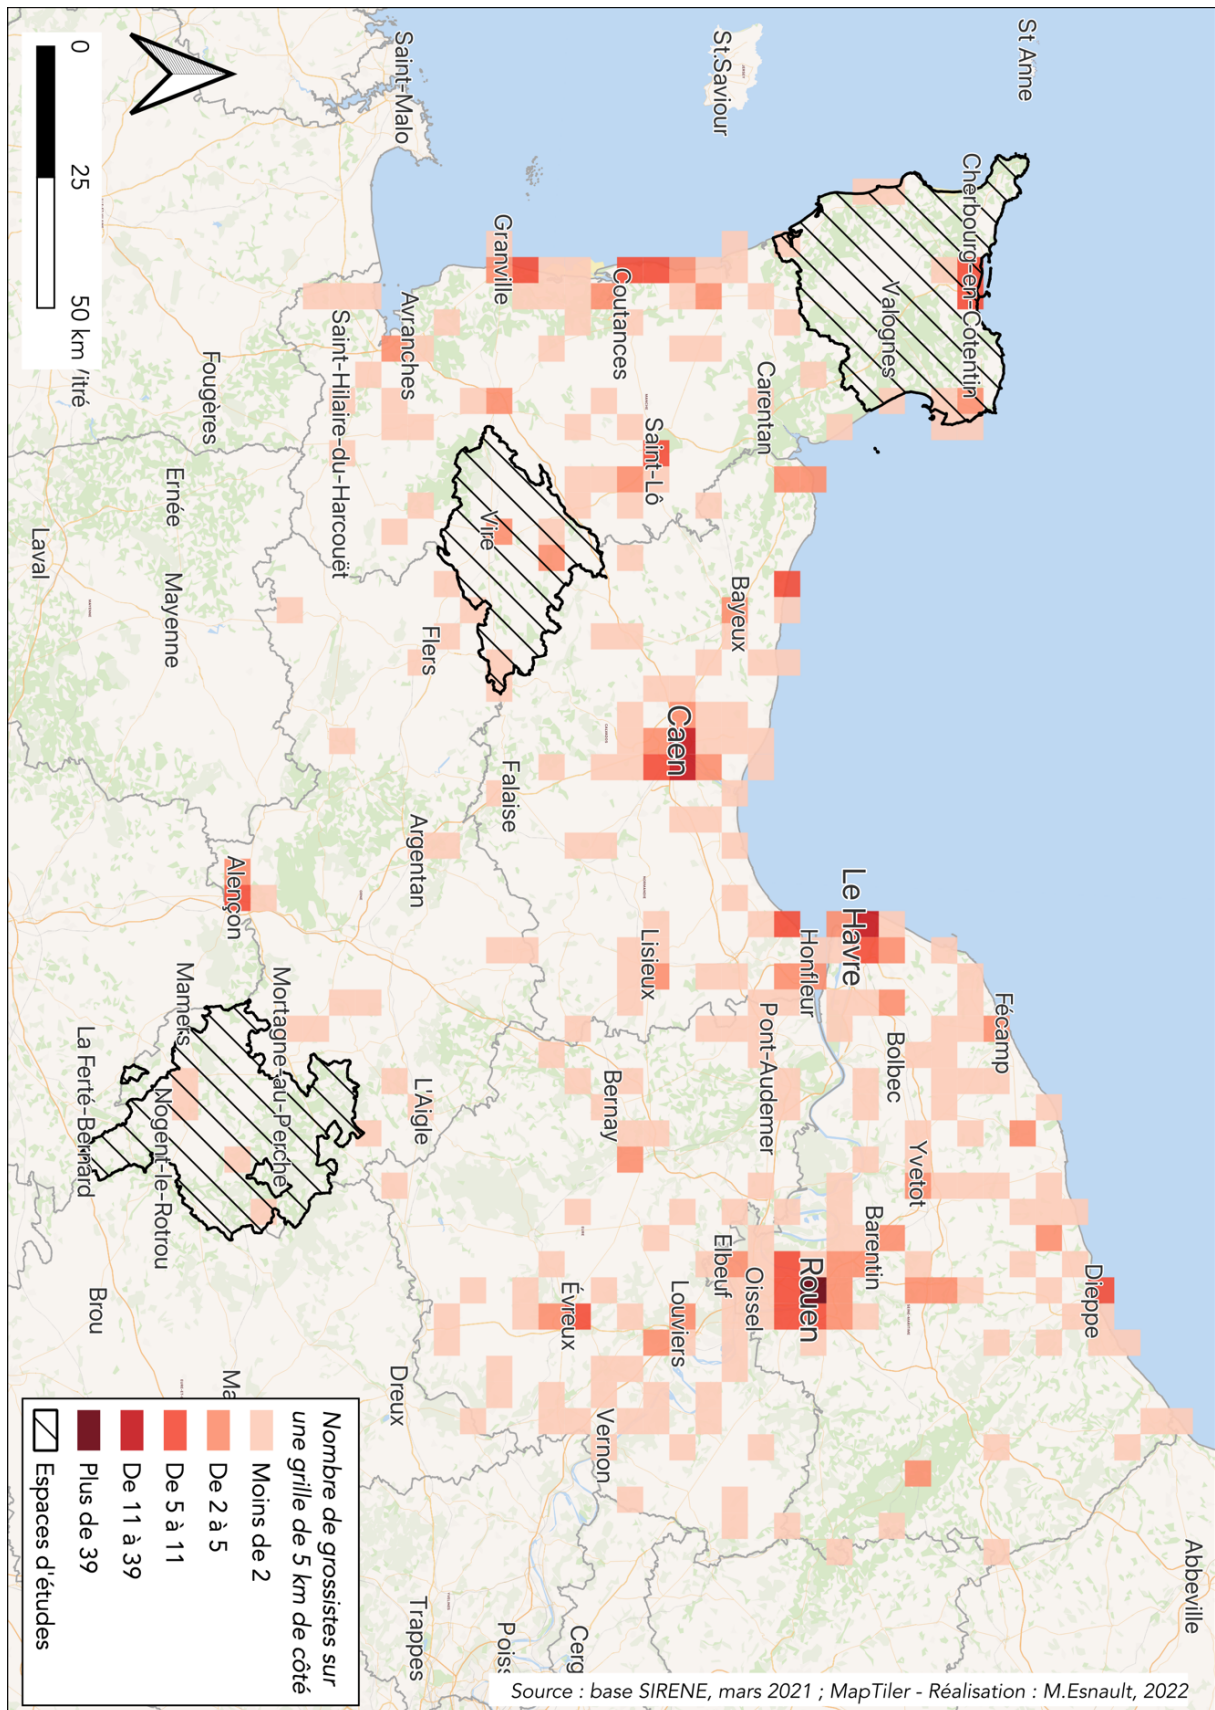 St Anne
St.Saviour
Saint-Malo
Cherbourg-en-Cotentin
Valognes
Carentan
Coutances
Granville
Saint-Lô
Avranches
Saint-Hilaire-du-Harcouët
Fougères
Vire
Bayeux
Ernée
Laval
Mayenne
Flers
Caen
Falaise
Argentan
Alençon
Le Havre
Honfleur
Lisieux
Fécamp
Bolbec
Pont-Audemer
Bernay
Mamers
Mortagne-au-Perche
L'Aigle
La Ferté-Bernard
Nogent-le-Rotrou
Yvetot
Barentin
Dieppe
Rouen
Elbeuf
Oissel
Louviers
Évreux
Brou
Dreux
Vernon
Ma
Abbeville
Cerg
Poiss
Trappes
0 25 50 km
itré
Nombre de grossistes sur
une grille de 5 km de côté
Moins de 2
De 2 à 5
De 5 à 11
De 11 à 39
Plus de 39
Espaces d'études
Source : base SIRENE, mars 2021 ; MapTiler - Réalisation : M.Esnault, 2022